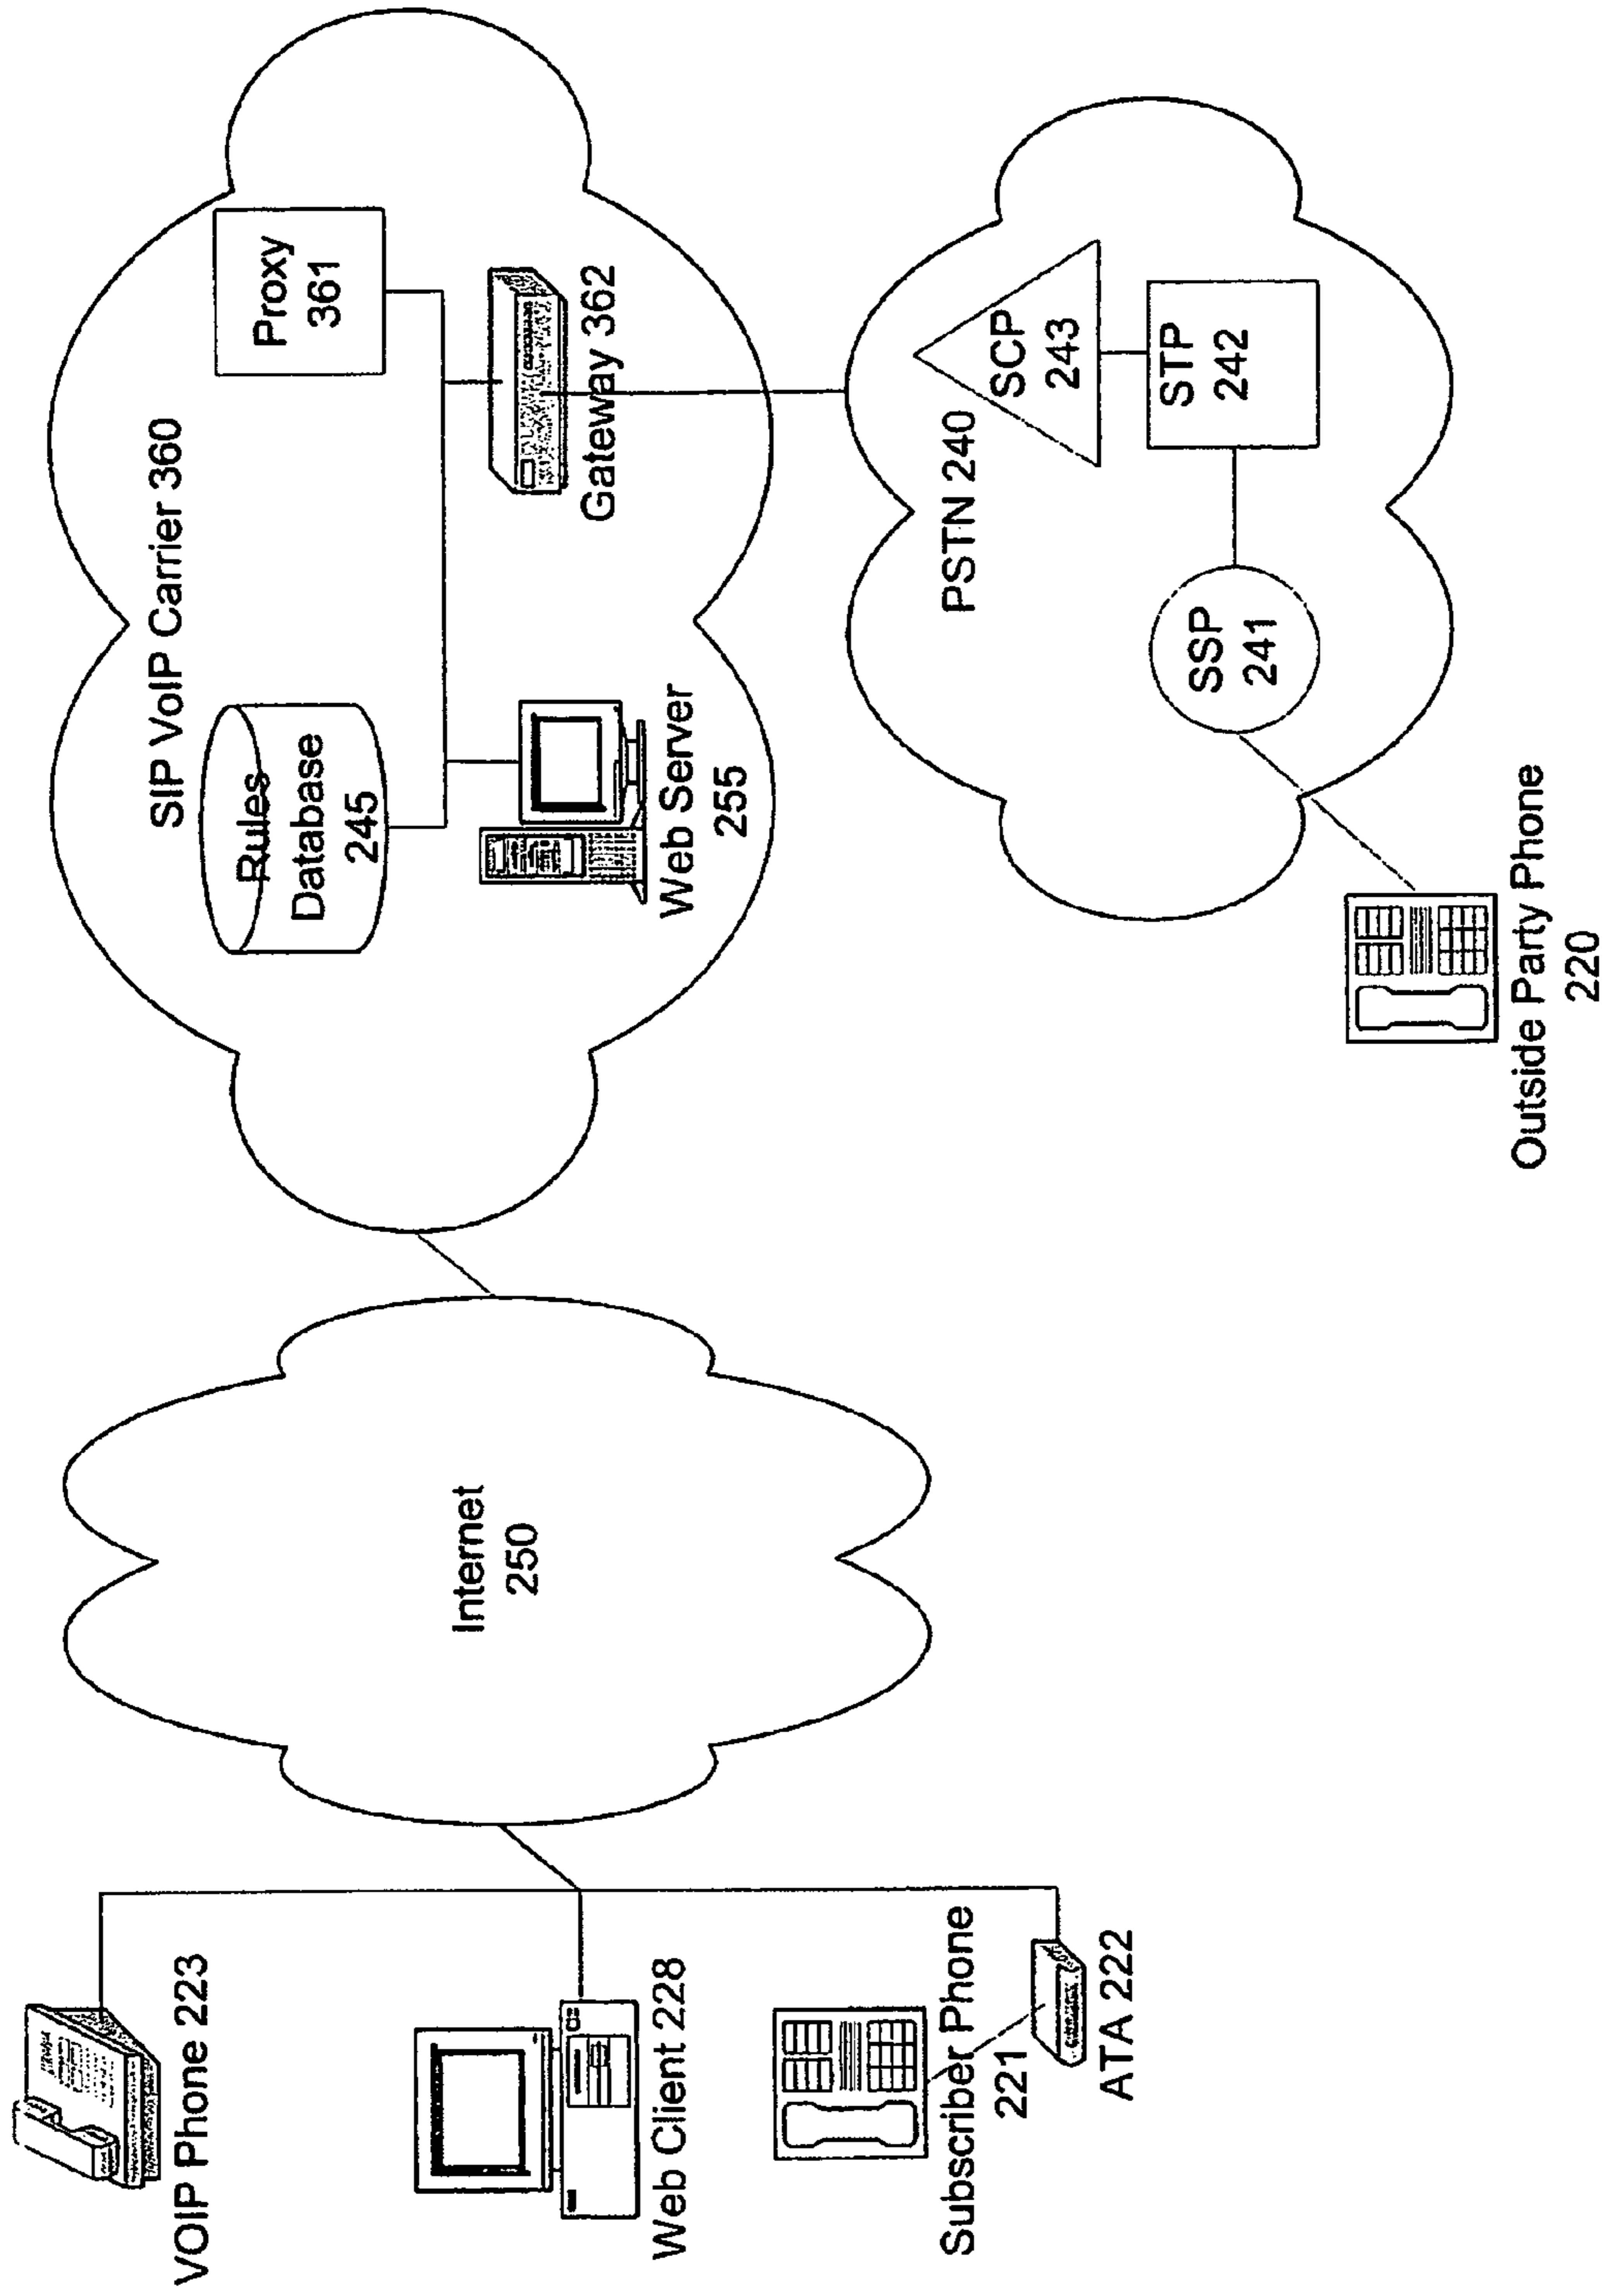 VOIP Phone 223
Web Client 228
Subscriber Phone
221
ATA 222
Internet
250
SIP VoIP Carrier 360
Rules
Database
245
Proxy
361
Web Server
255
Gateway 362
PSTN 240
SCP
243
STP
242
SSP
241
Outside Party Phone
220